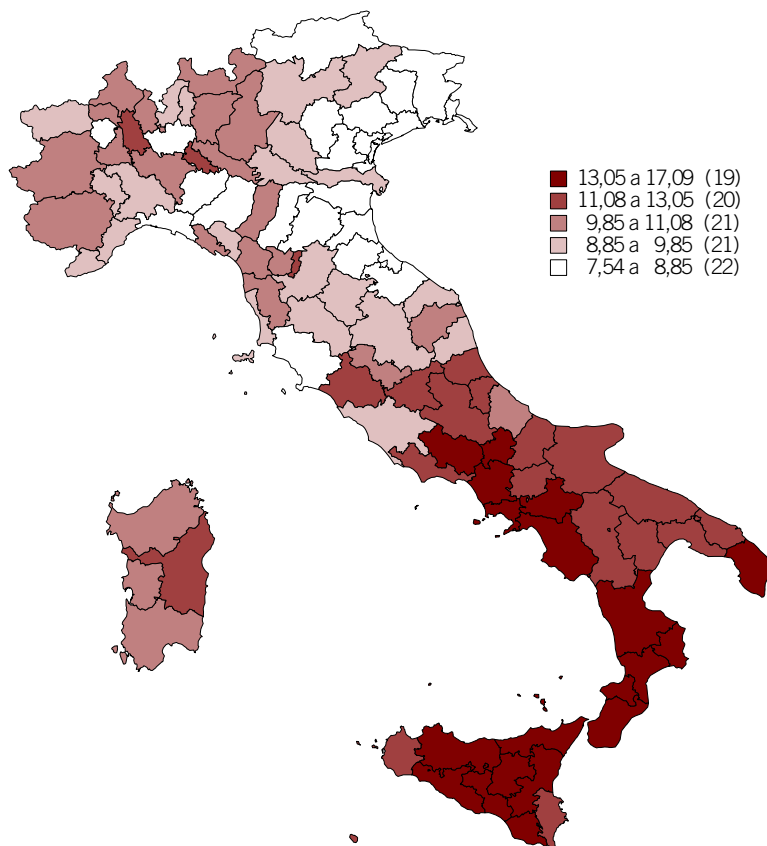 13,05 a 17,09 (19)
11,08 a 13,05 (20)
9,85 a 11,08 (21)
8,85 a 9,85 (21)
7,54 a 8,85 (22)